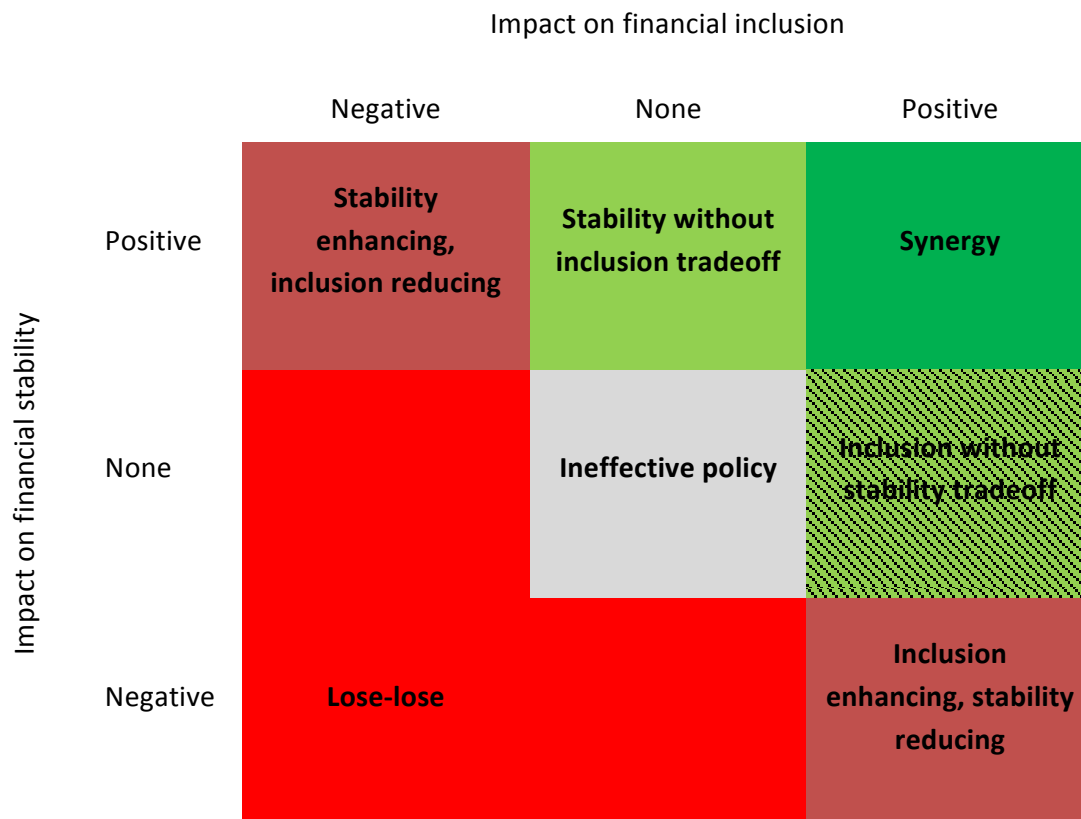 Impact on financial inclusion
Negative
None
Positive
Impact on financial stability
Positive
Stability
enhancing,
inclusion reducing
Stability without
inclusion tradeoff
Synergy
None
Ineffective policy
Inclusion without
stability tradeoff
Negative
Lose-lose
Inclusion
enhancing, stability
reducing